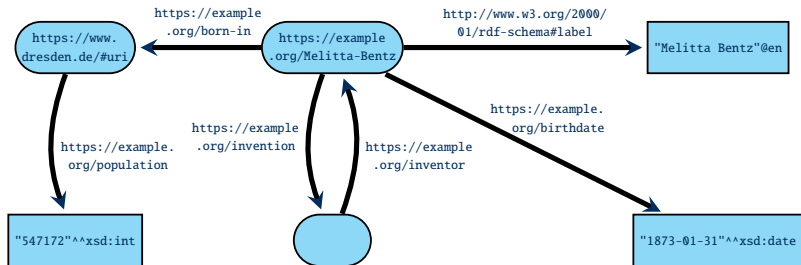 https://example
.org/born-in
http://www.w3.org/2000/
01/rdf-schema#label
https://www.
dresden.de/#uri
https://example
.org/Melitta-Bentz
"Melitta Bentz"@en
https://example.
org/birthdate
https://example
.org/invention
https://example.
org/population
https://example
.org/inventor
"547172"^^xsd:int
"1873-01-31"^^xsd:date